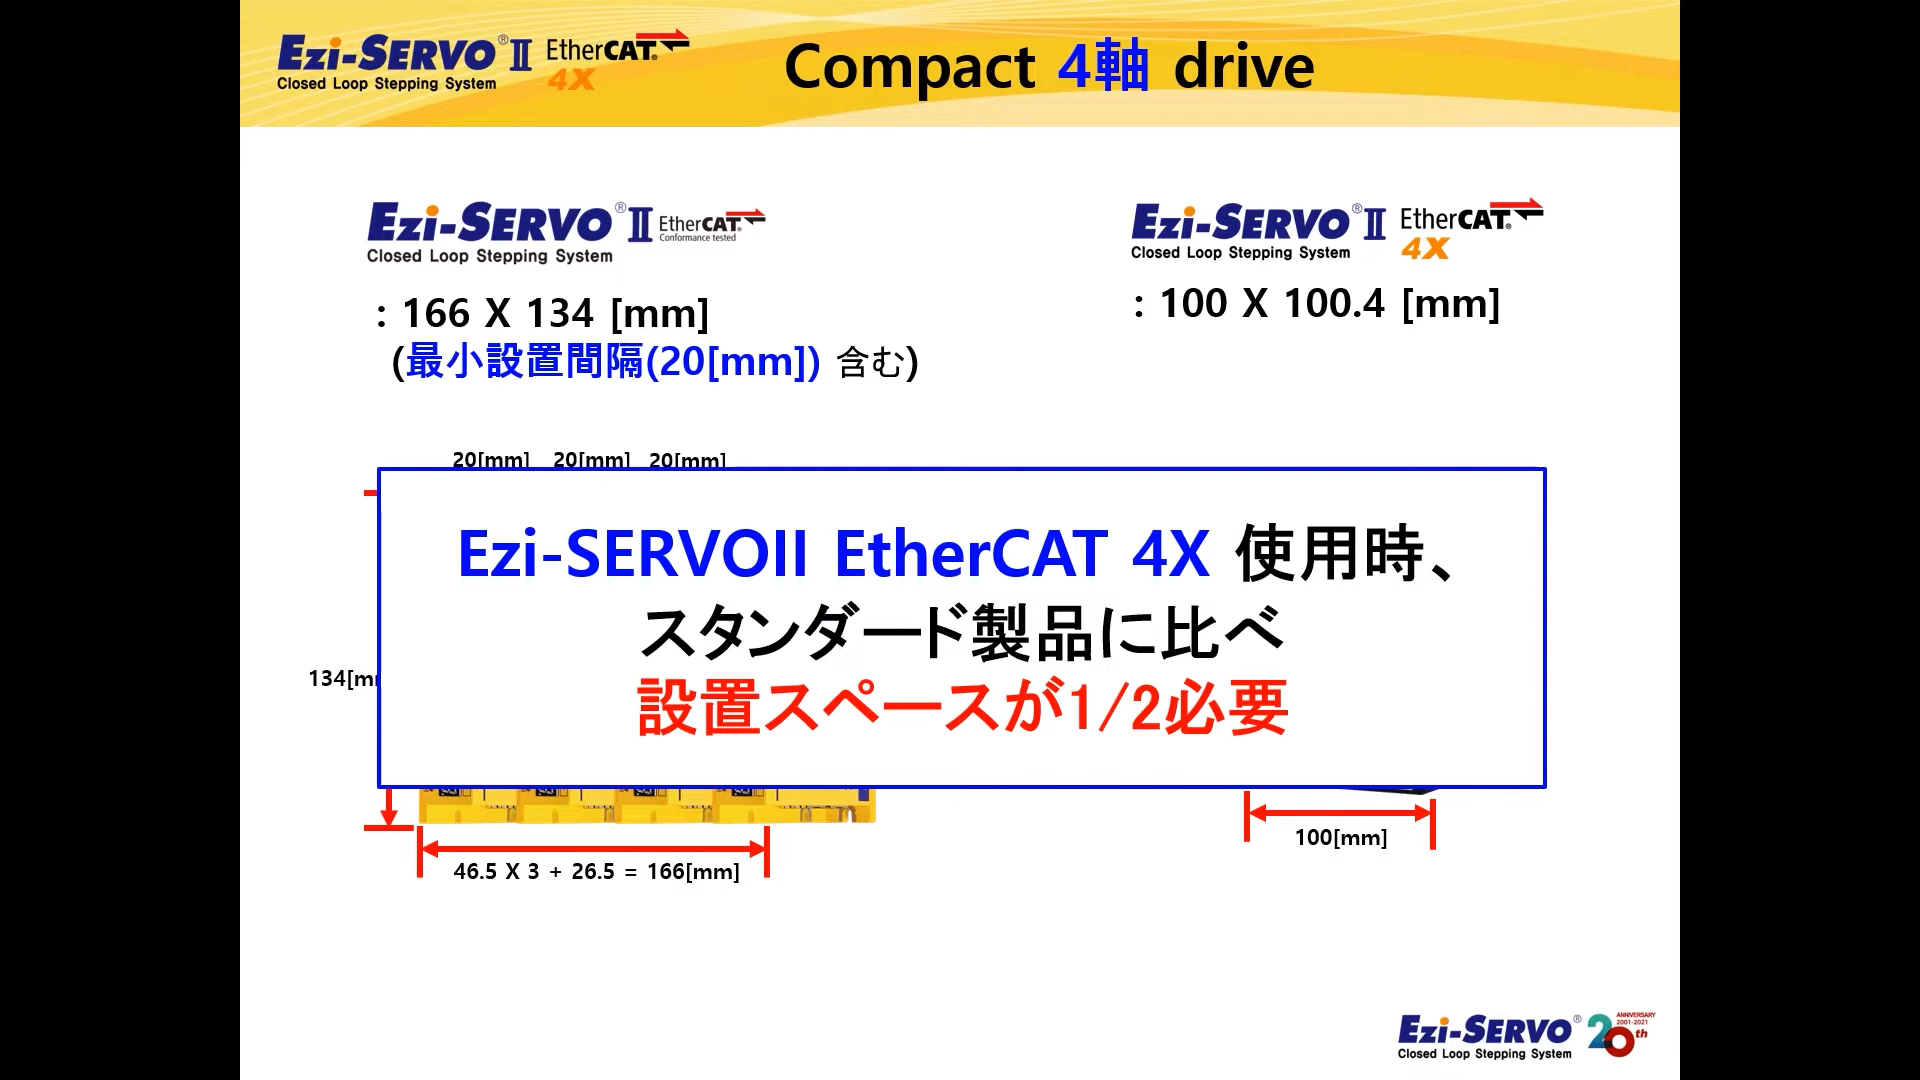 Ezi-SERVO® II EtherCAT® 4X
Closed Loop Stepping System
Compact 4軸 drive
Ezi-SERVO® II EtherCAT®
Conformance tested
Closed Loop Stepping System
: 166 X 134 [mm]
(最小設置間隔(20[mm]) 含む)
Ezi-SERVO® II EtherCAT® 4X
Closed Loop Stepping System
: 100 X 100.4 [mm]
20[mm] 20[mm] 20[mm]
Ezi-SERVOII EtherCAT 4X 使用時、
スタンダード製品に比べ
設置スペースが1/2必要
134[m
46.5 X 3 + 26.5 = 166[mm]
100[mm]
Ezi-SERVO®
Closed Loop Stepping System
20th
ANNIVERSARY
2001-2021